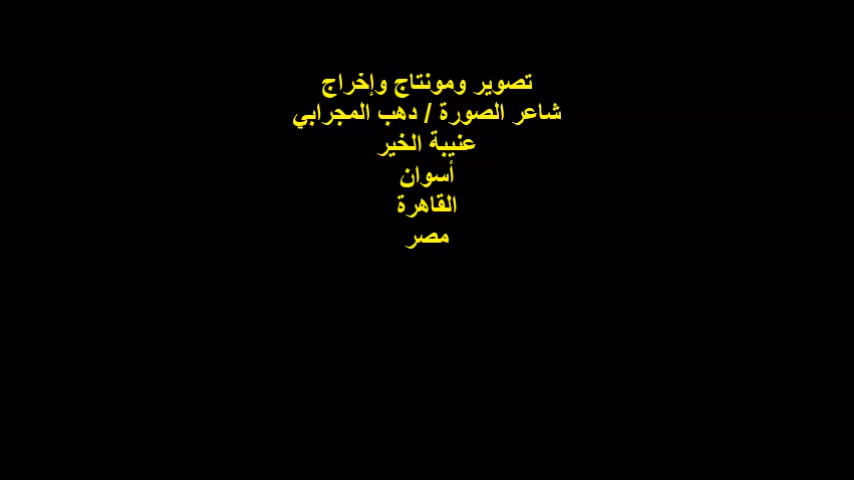 تصوير ومونتاج وإخراج
شاعر الصورة / دهب المجرابي
عنيبة الخير
أسوان
القاهرة
مصر